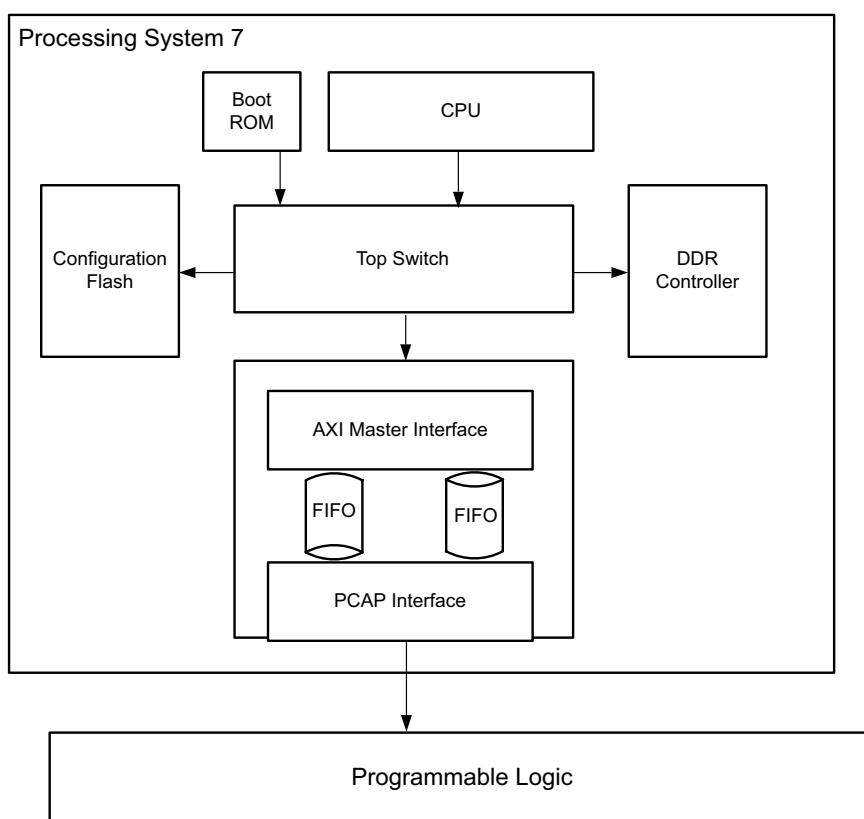 Processing System 7
Boot
ROM
CPU
Configuration
Flash
Top Switch
DDR
Controller
AXI Master Interface
FIFO
FIFO
PCAP Interface
Programmable Logic